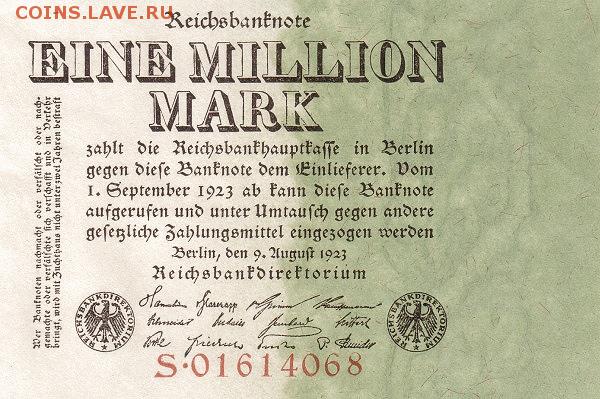 COINS.ЛАВЕ.РУ
Reichsbanknote
EINE MILLION
MARK
zahlt die Reichsbankhauptkasse in Berlin
gegen diese Banknote dem Einlieferer. Vom
1. September 1923 ab kann diese Banknote
aufgerufen und unter Umtausch gegen andere
gesetzliche Zahlungsmittel eingezogen werden
Berlin, den 9. August 1923
Reichsbankdirektorium
Wer Banknoten nachmacht oder verfälscht oder nach-
gemachte oder verfälschte sich verschafft und in Verkehr
bringt, wird mit Zuchthaus nicht unter zwei Jahren bestraft
REICHSBANKDIREKTORIUM
REICHSBANKDIREKTORIUM
S·01614068